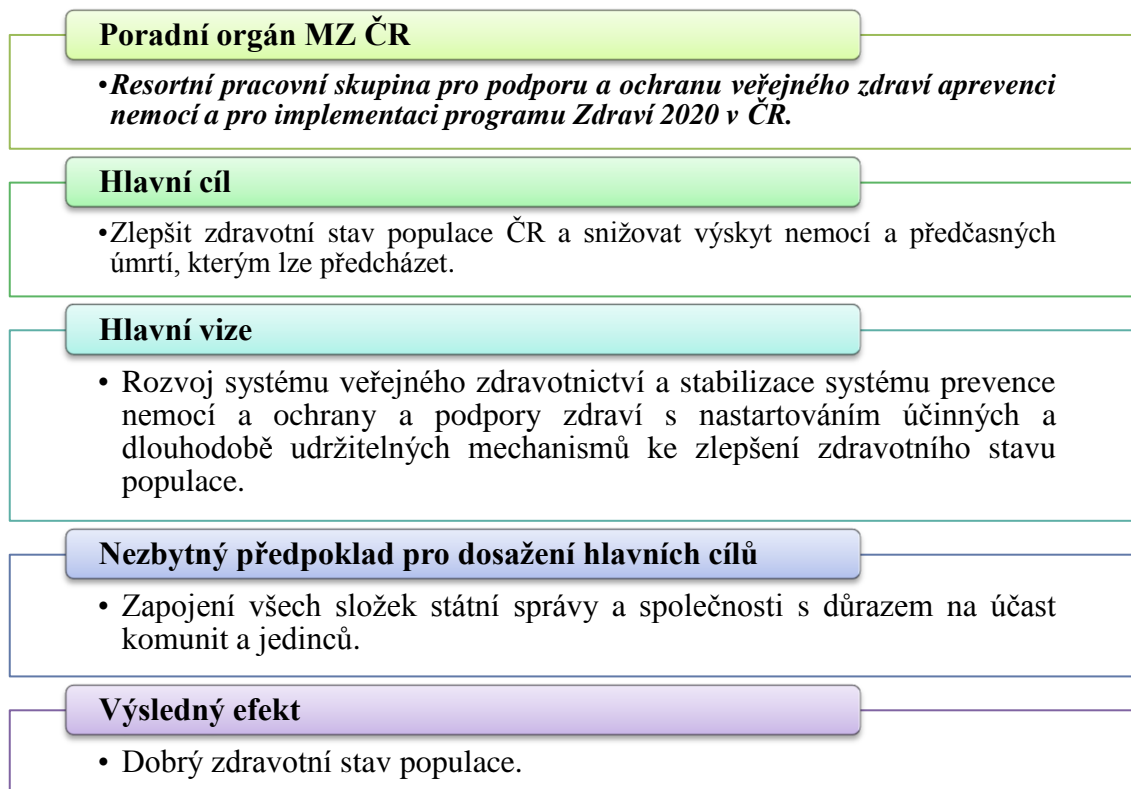 Poradní orgán MZ ČR
•Resortní pracovní skupina pro podporu a ochranu veřejného zdraví aprevenci
nemocí a pro implementaci programu Zdraví 2020 v ČR.
Hlavní cíl
•Zlepšit zdravotní stav populace ČR a snižovat výskyt nemocí a předčasných
úmrtí, kterým lze předcházet.
Hlavní vize
• Rozvoj systému veřejného zdravotnictví a stabilizace systému prevence
nemocí a ochrany a podpory zdraví s nastartováním účinných a
dlouhodobě udržitelných mechanismů ke zlepšení zdravotního stavu
populace.
Nezbytný předpoklad pro dosažení hlavních cílů
• Zapojení všech složek státní správy a společnosti s důrazem na účast
komunit a jedinců.
Výsledný efekt
• Dobrý zdravotní stav populace.